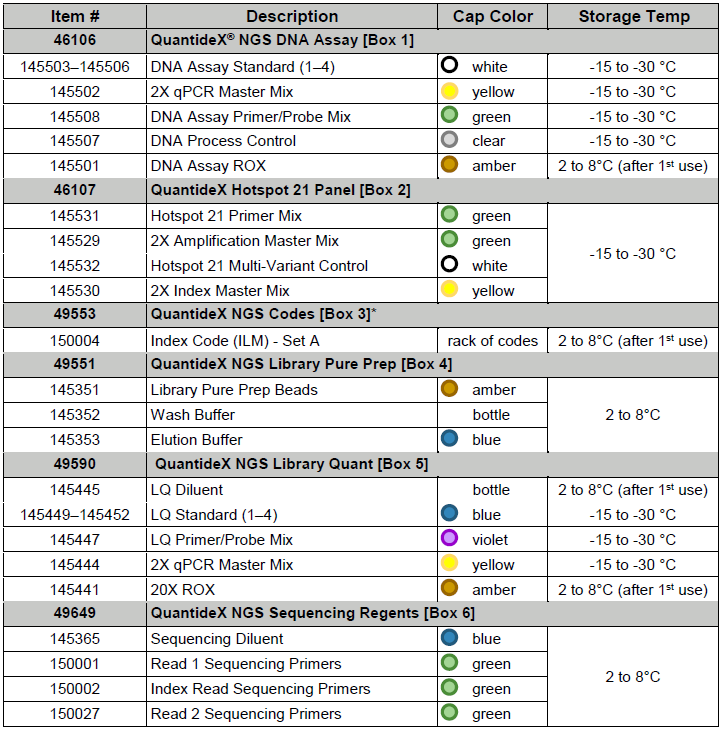 Item # Description Cap Color Storage Temp
46106 QuantideX® NGS DNA Assay [Box 1]
145503–145506 DNA Assay Standard (1–4) white -15 to -30 °C
145502 2X qPCR Master Mix yellow -15 to -30 °C
145508 DNA Assay Primer/Probe Mix green -15 to -30 °C
145507 DNA Process Control clear -15 to -30 °C
145501 DNA Assay ROX amber 2 to 8°C (after 1st use)
46107 QuantideX Hotspot 21 Panel [Box 2]
145531 Hotspot 21 Primer Mix green
145529 2X Amplification Master Mix green
-15 to -30 °C
145532 Hotspot 21 Multi-Variant Control white
145530 2X Index Master Mix yellow
49553 QuantideX NGS Codes [Box 3]*
150004 Index Code (ILM) - Set A rack of codes 2 to 8°C (after 1st use)
49551 QuantideX NGS Library Pure Prep [Box 4]
145351 Library Pure Prep Beads amber
145352 Wash Buffer bottle 2 to 8°C
145353 Elution Buffer blue
49590 QuantideX NGS Library Quant [Box 5]
145445 LQ Diluent bottle 2 to 8°C (after 1st use)
145449–145452 LQ Standard (1–4) blue -15 to -30 °C
145447 LQ Primer/Probe Mix violet -15 to -30 °C
145444 2X qPCR Master Mix yellow -15 to -30 °C
145441 20X ROX amber 2 to 8°C (after 1st use)
49649 QuantideX NGS Sequencing Regents [Box 6]
145365 Sequencing Diluent blue
150001 Read 1 Sequencing Primers green
2 to 8°C
150002 Index Read Sequencing Primers green
150027 Read 2 Sequencing Primers green